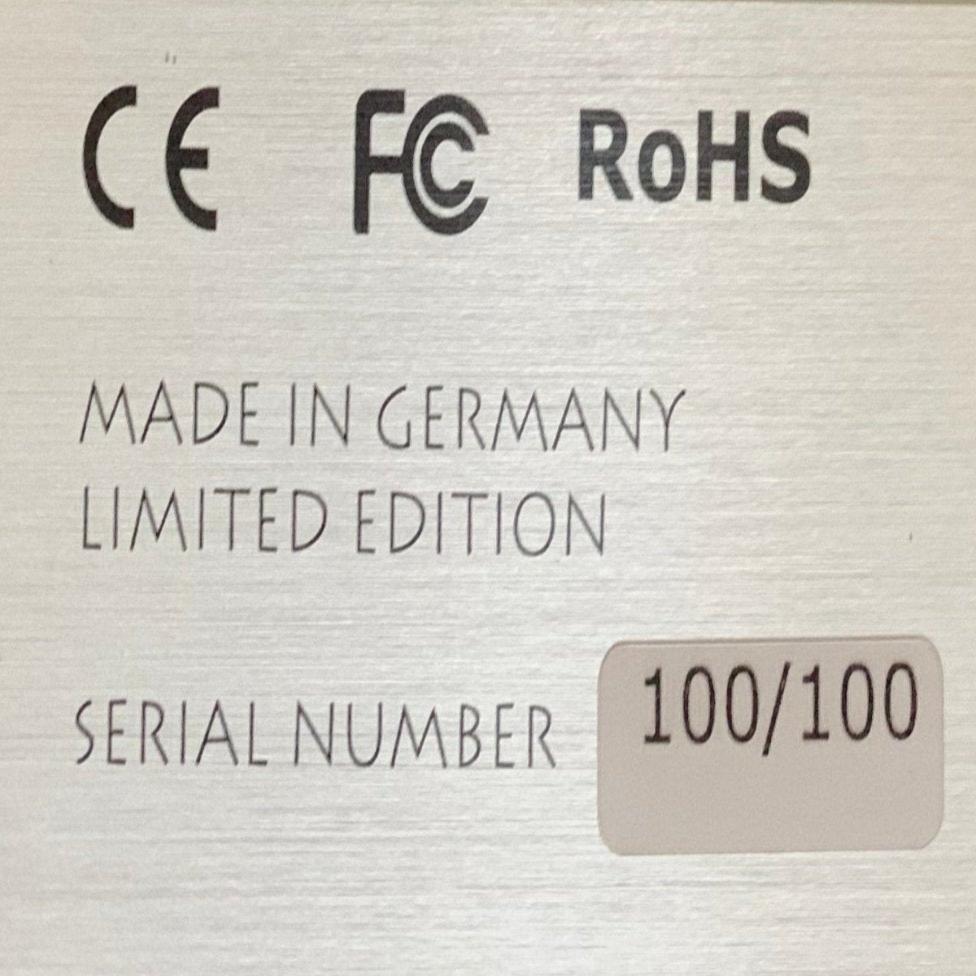 CE FC RoHS
MADE IN GERMANY
LIMITED EDITION
SERIAL NUMBER 100/100